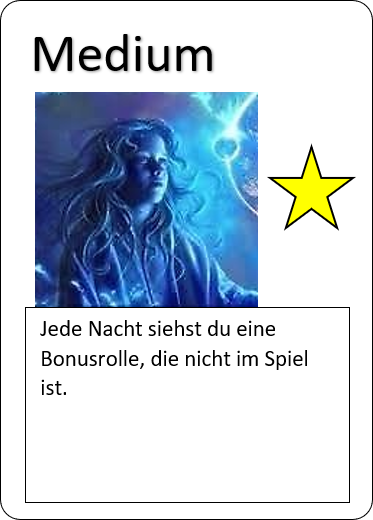 Medium
Jede Nacht siehst du eine
Bonusrolle, die nicht im Spiel
ist.